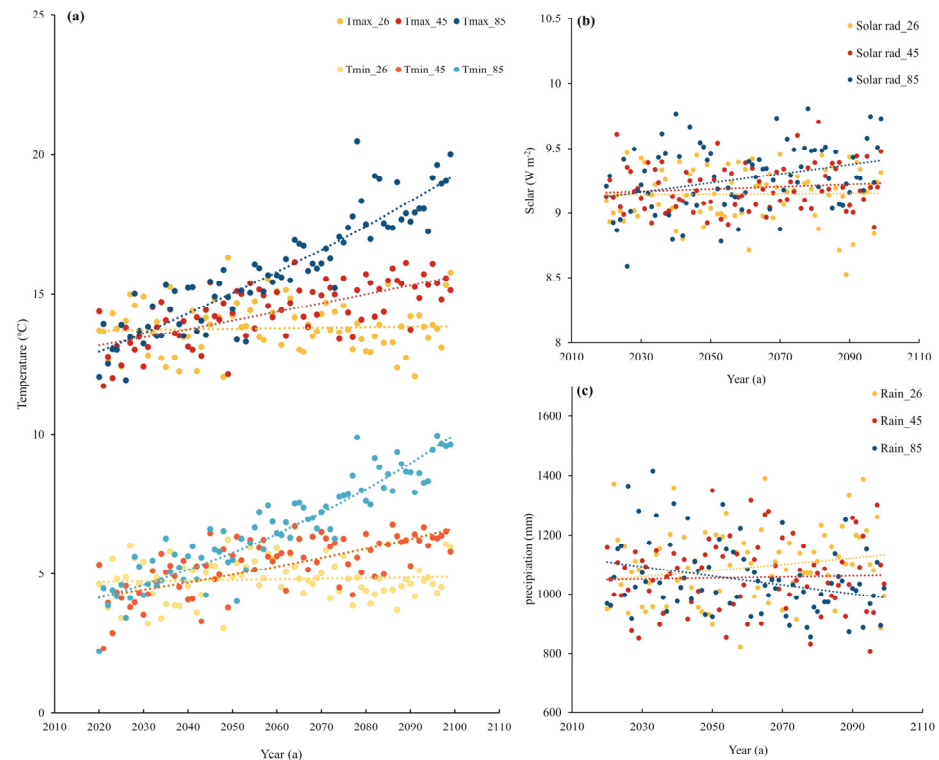 (a)
Tmax_26 Tmax_45 Tmax_85
Tmin_26 Tmin_45 Tmin_85
25
20
15
10
5
0
Temperature (°C)
2010 2020 2030 2040 2050 2060 2070 2080 2090 2100 2110
Year (a)
(b)
Solar rad_26
Solar rad_45
Solar rad_85
10.5
10
9.5
9
8.5
8
Solar (W m⁻²)
2010 2030 2050 2070 2090 2110
Year (a)
(c)
Rain_26
Rain_45
Rain_85
1600
1400
1200
1000
800
600
precipitation (mm)
2010 2030 2050 2070 2090 2110
Year (a)